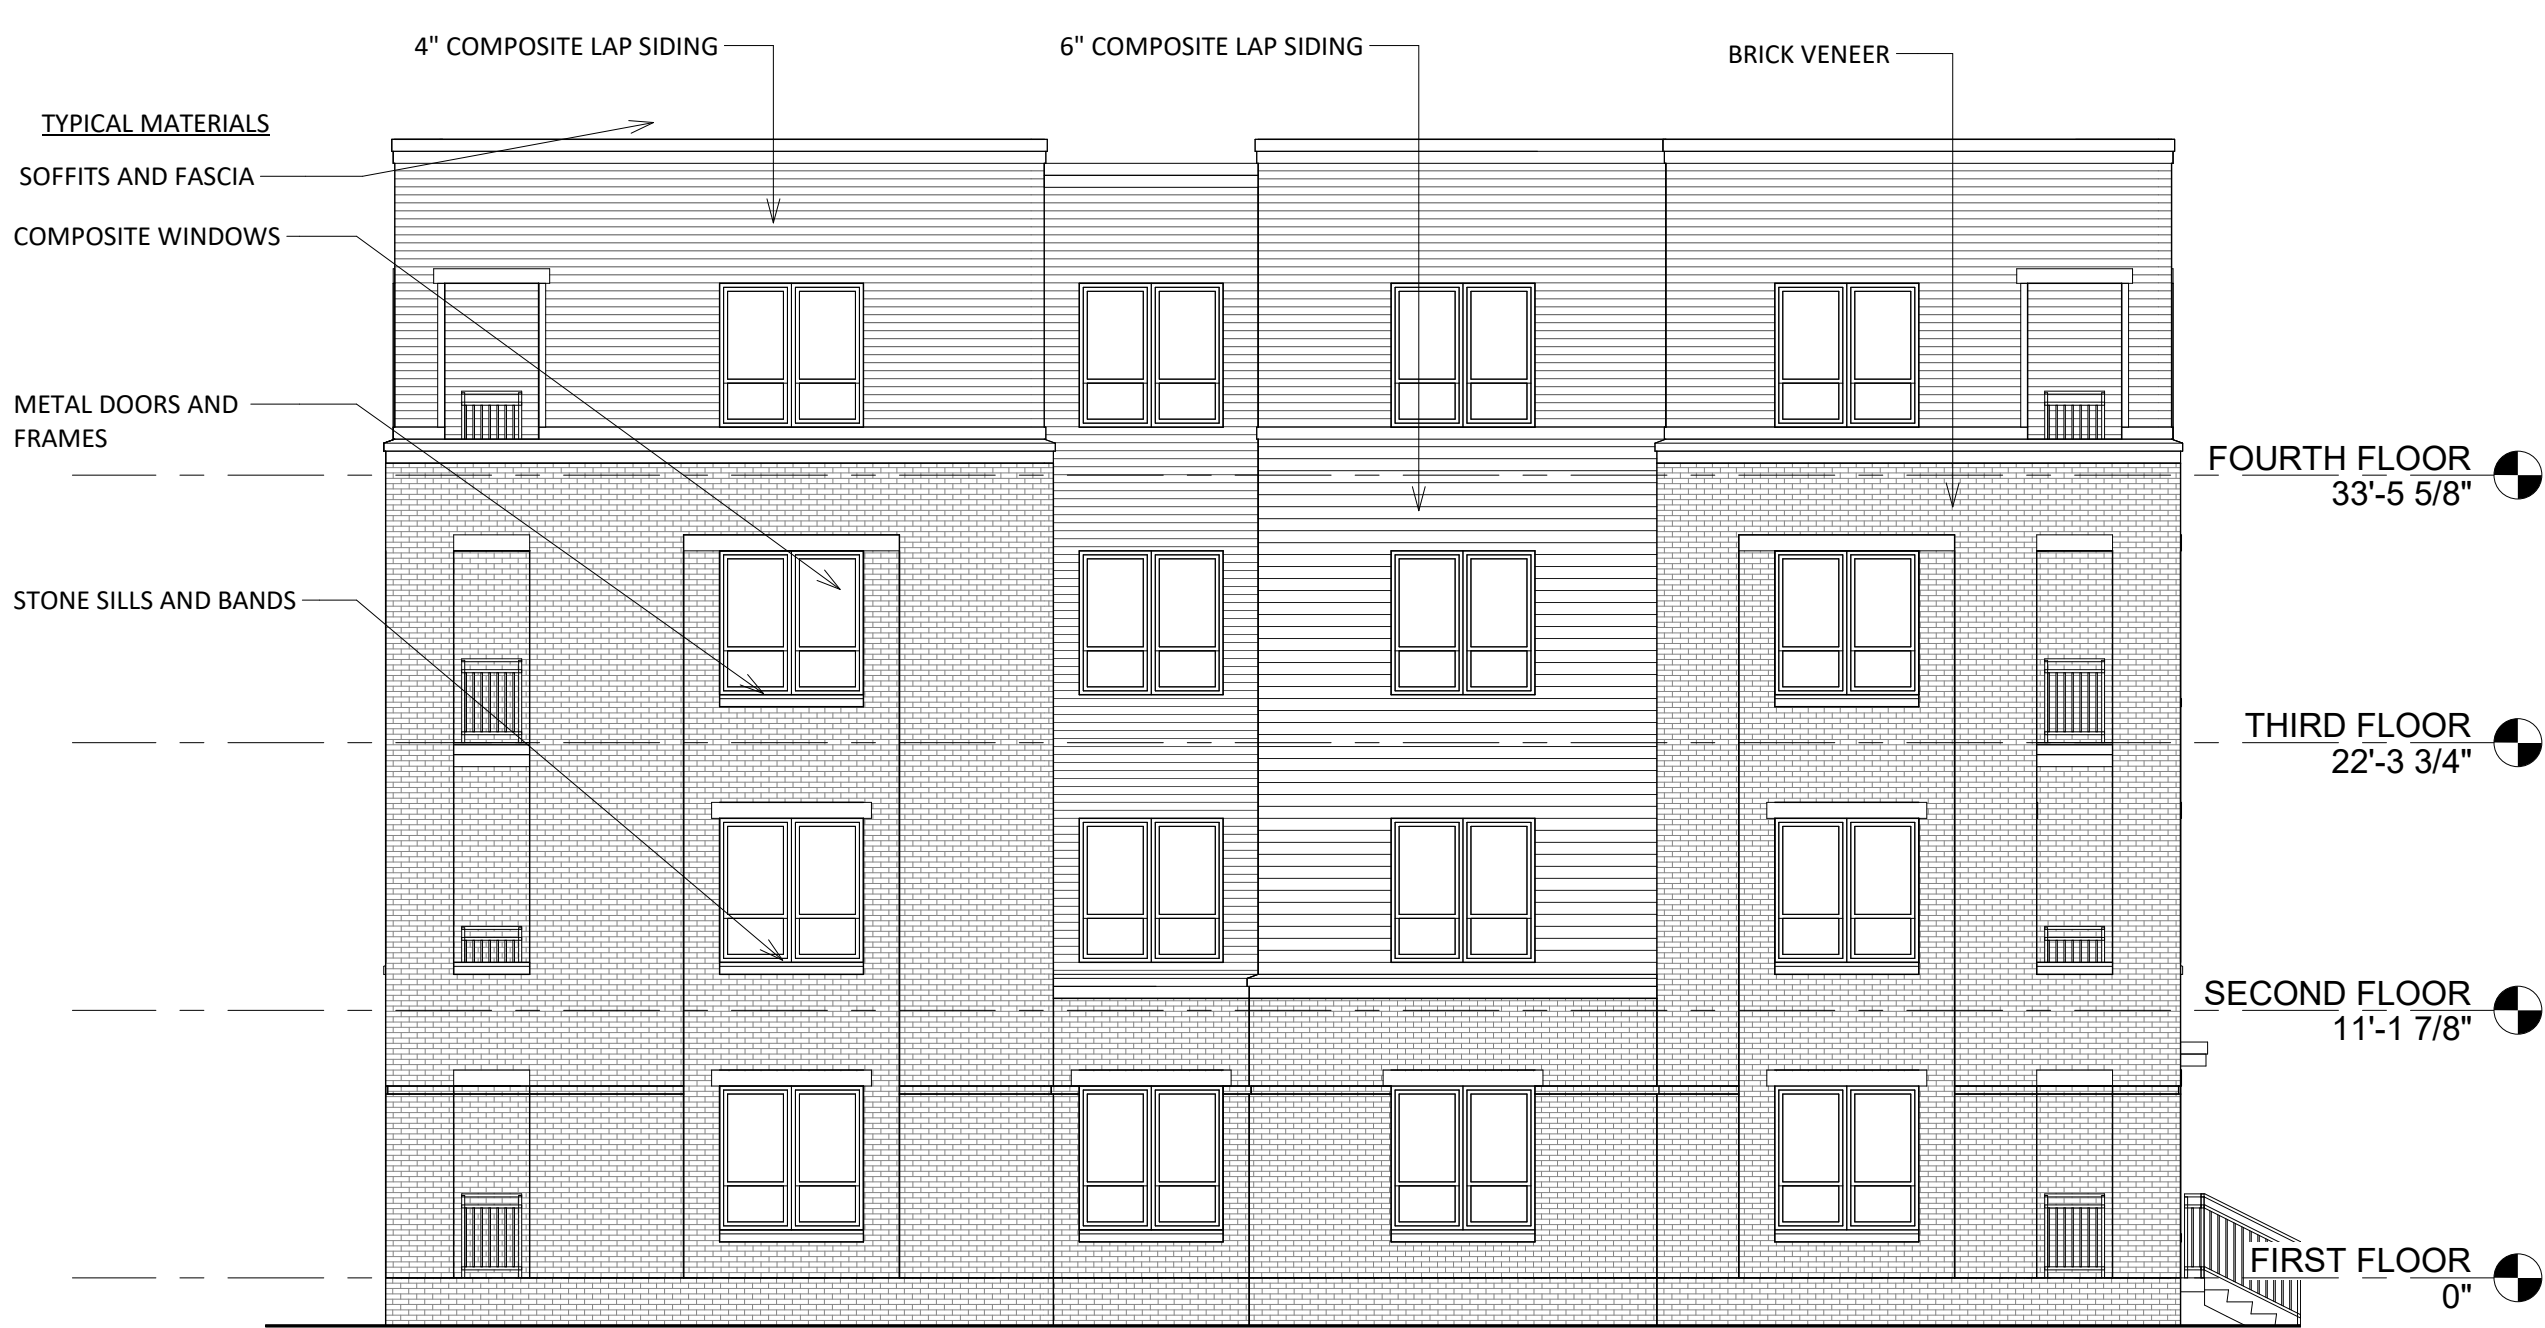 4" COMPOSITE LAP SIDING
6" COMPOSITE LAP SIDING
BRICK VENEER
TYPICAL MATERIALS
SOFFITS AND FASCIA
COMPOSITE WINDOWS
METAL DOORS AND
FRAMES
STONE SILLS AND BANDS
FOURTH FLOOR
33'-5 5/8"
THIRD FLOOR
22'-3 3/4"
SECOND FLOOR
11'-1 7/8"
FIRST FLOOR
0"